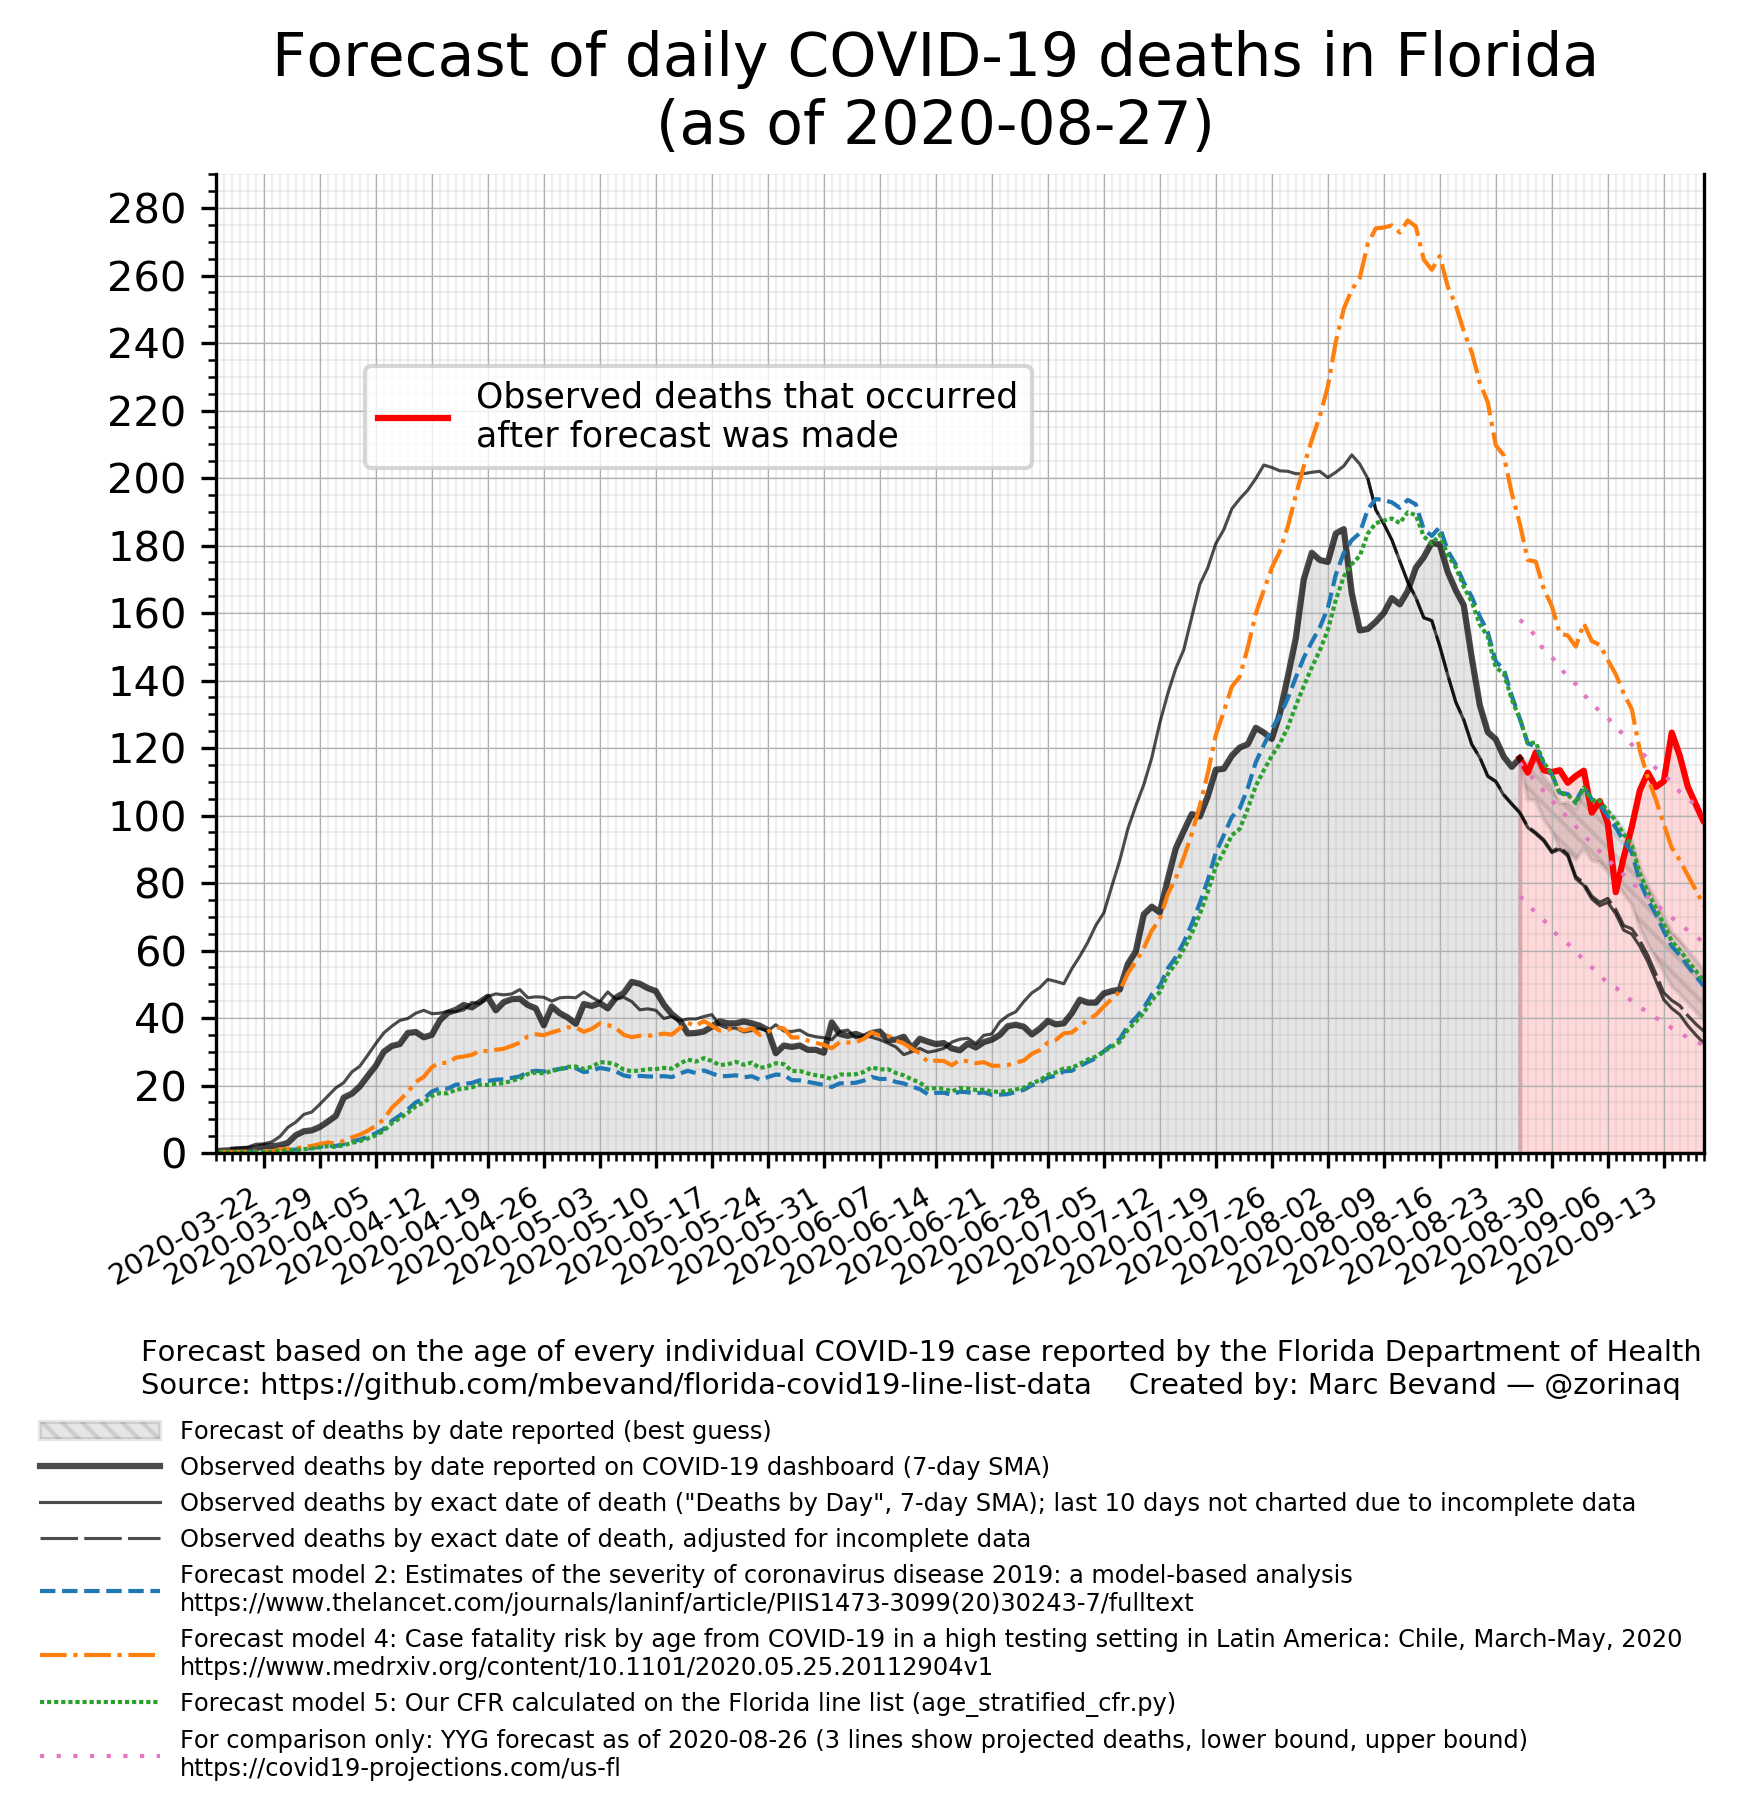 Forecast of daily COVID-19 deaths in Florida
(as of 2020-08-27)
280
260
240
220
200
180
160
140
120
100
80
60
40
20
0
Observed deaths that occurred
after forecast was made
2020-03-22
2020-03-29
2020-04-05
2020-04-12
2020-04-19
2020-04-26
2020-05-03
2020-05-10
2020-05-17
2020-05-24
2020-05-31
2020-06-07
2020-06-14
2020-06-21
2020-06-28
2020-07-05
2020-07-12
2020-07-19
2020-07-26
2020-08-02
2020-08-09
2020-08-16
2020-08-23
2020-08-30
2020-09-06
2020-09-13
Forecast based on the age of every individual COVID-19 case reported by the Florida Department of Health
Source: https://github.com/mbevand/florida-covid19-line-list-data    Created by: Marc Bevand — @zorinaq
Forecast of deaths by date reported (best guess)
Observed deaths by date reported on COVID-19 dashboard (7-day SMA)
Observed deaths by exact date of death ("Deaths by Day", 7-day SMA); last 10 days not charted due to incomplete data
Observed deaths by exact date of death, adjusted for incomplete data
Forecast model 2: Estimates of the severity of coronavirus disease 2019: a model-based analysis
https://www.thelancet.com/journals/laninf/article/PIIS1473-3099(20)30243-7/fulltext
Forecast model 4: Case fatality risk by age from COVID-19 in a high testing setting in Latin America: Chile, March-May, 2020
https://www.medrxiv.org/content/10.1101/2020.05.25.20112904v1
Forecast model 5: Our CFR calculated on the Florida line list (age_stratified_cfr.py)
For comparison only: YYG forecast as of 2020-08-26 (3 lines show projected deaths, lower bound, upper bound)
https://covid19-projections.com/us-fl